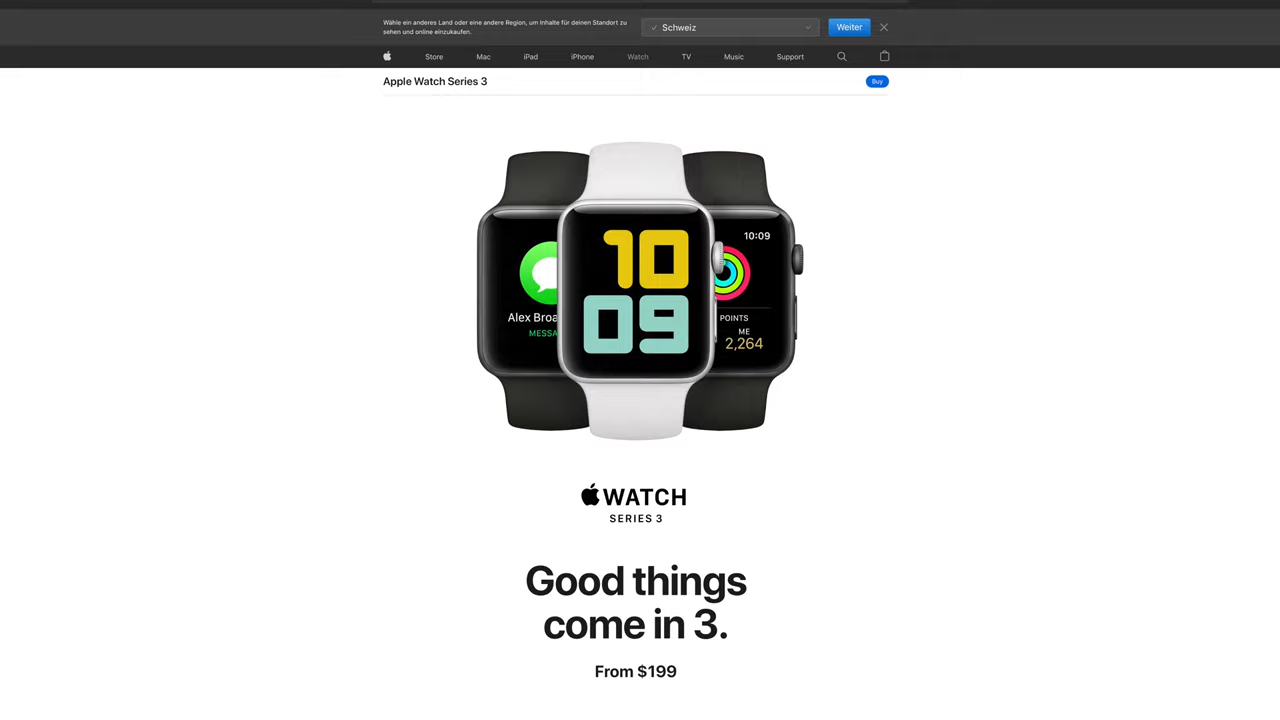 Wähle ein anderes Land oder eine andere Region, um Inhalte für deinen Standort zu
sehen und online einzukaufen.
Schweiz
Weiter
Store Mac iPad iPhone Watch TV Music Support
Apple Watch Series 3
Buy
10:09
10
09
Alex Broa
MESSA
POINTS
ME
2,264
WATCH
SERIES 3
Good things
come in 3.
From $199